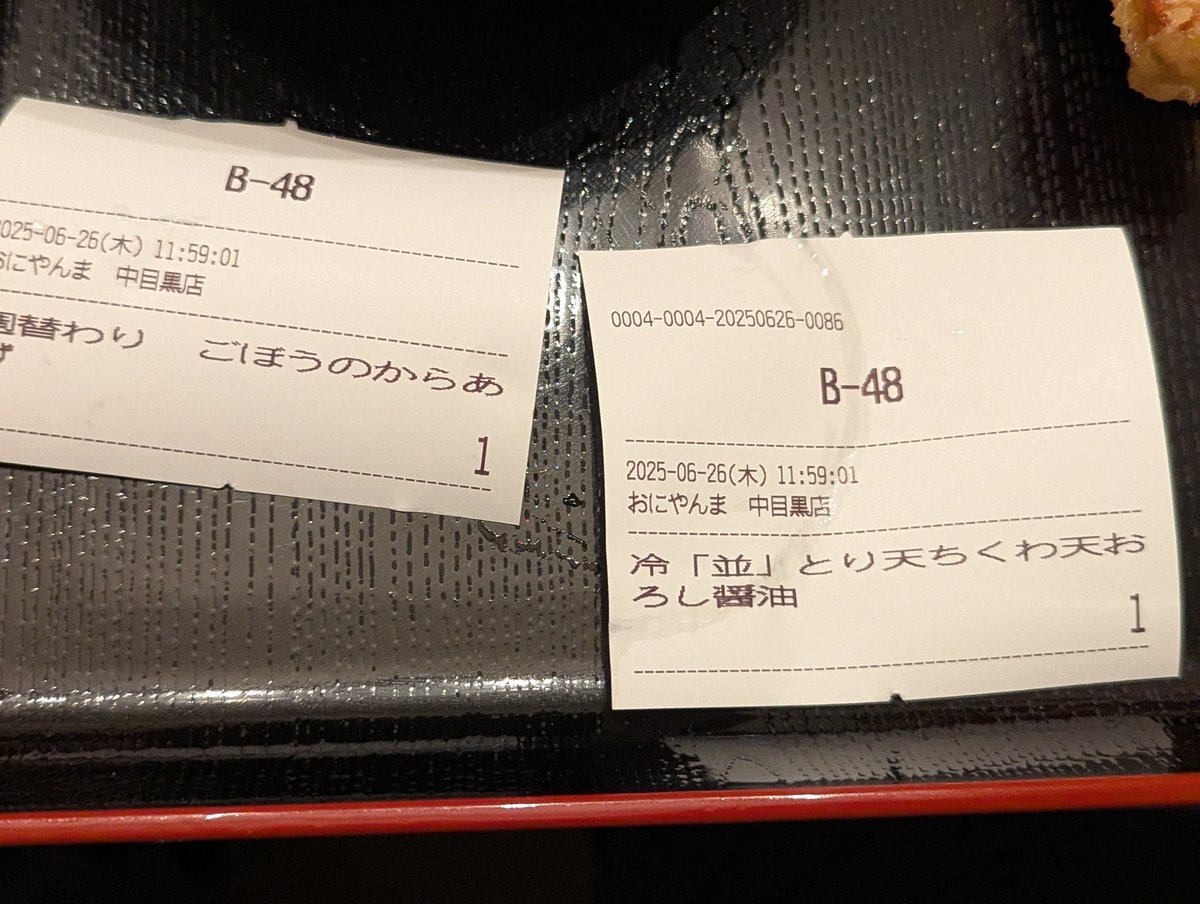 B-48
2025-06-26(木) 11:59:01
おにやんま 中目黒店
週替わり ごぼうのからあ
げ
1
0004-0004-20250626-0086
B-48
2025-06-26(木) 11:59:01
おにやんま 中目黒店
冷「並」とり天ちくわ天お
ろし醤油
1